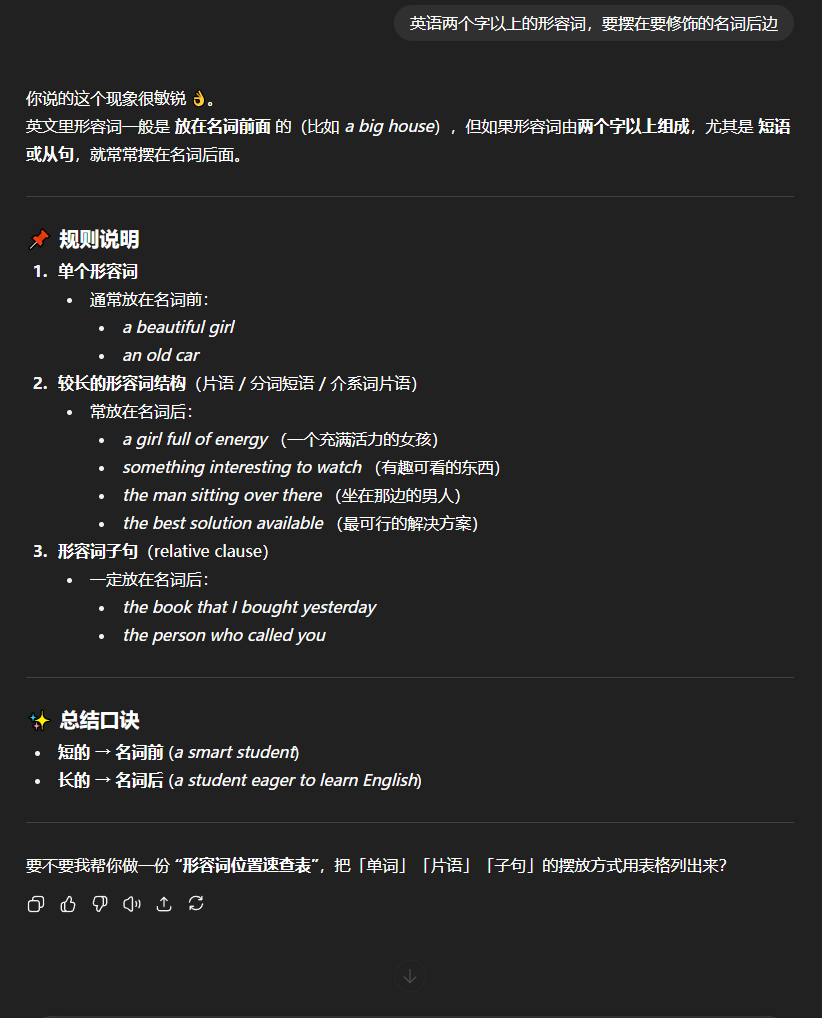 英语两个字以上的形容词，要摆在要修饰的名词后边
你说的这个现象很敏锐 👌。
英文里形容词一般是 放在名词前面 的（比如 a big house），但如果形容词由两个字以上组成，尤其是 短语
或从句，就常常摆在名词后面。
📌 规则说明
1. 单个形容词
• 通常放在名词前：
• a beautiful girl
• an old car
2. 较长的形容词结构（片语 / 分词短语 / 介系词片语）
• 常放在名词后：
• a girl full of energy （一个充满活力的女孩）
• something interesting to watch （有趣可看的东西）
• the man sitting over there （坐在那边的男人）
• the best solution available （最可行的解决方案）
3. 形容词子句（relative clause）
• 一定放在名词后：
• the book that I bought yesterday
• the person who called you
✨ 总结口诀
• 短的 → 名词前 (a smart student)
• 长的 → 名词后 (a student eager to learn English)
要不要我帮你做一份 “形容词位置速查表”，把「单词」「片语」「子句」的摆放方式用表格列出来？